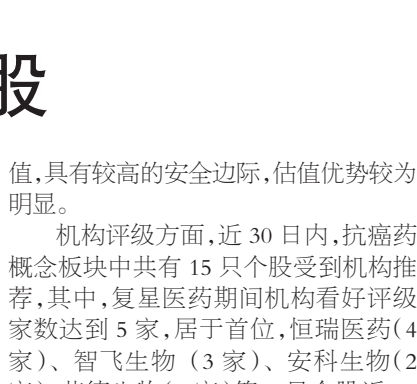 股
值,具有较高的安全边际,估值优势较为
明显。
机构评级方面,近 30 日内,抗癌药
概念板块中共有 15 只个股受到机构推
荐,其中,复星医药期间机构看好评级
家数达到 5 家,居于首位,恒瑞医药(4
家)、智飞生物（3 家)、安科生物(2